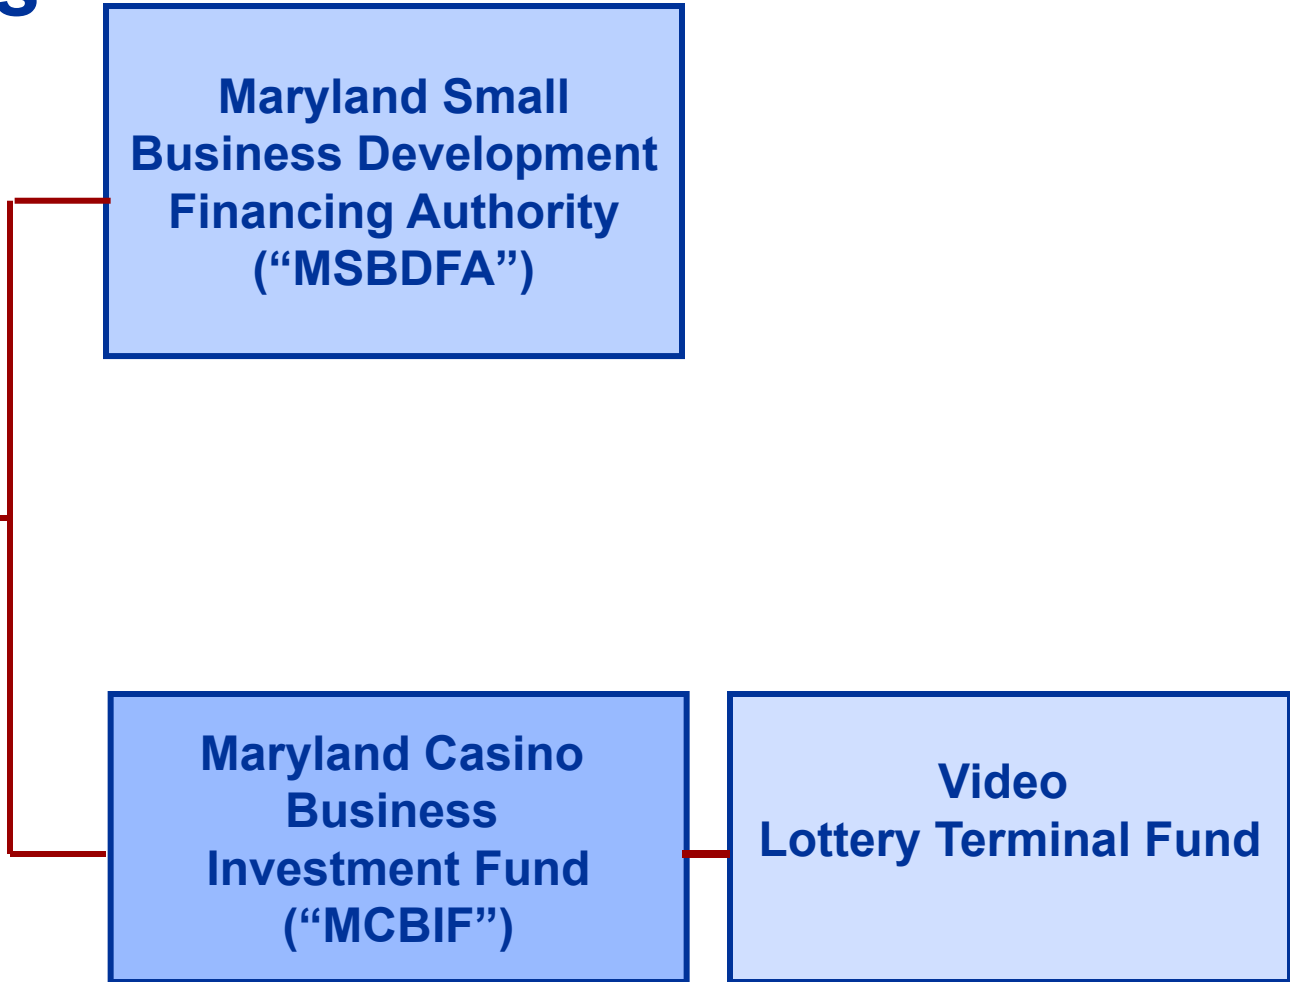 Maryland Small
Business Development
Financing Authority
(“MSBDFA”)
Maryland Casino
Business
Investment Fund
(“MCBIF”)
Video
Lottery Terminal Fund